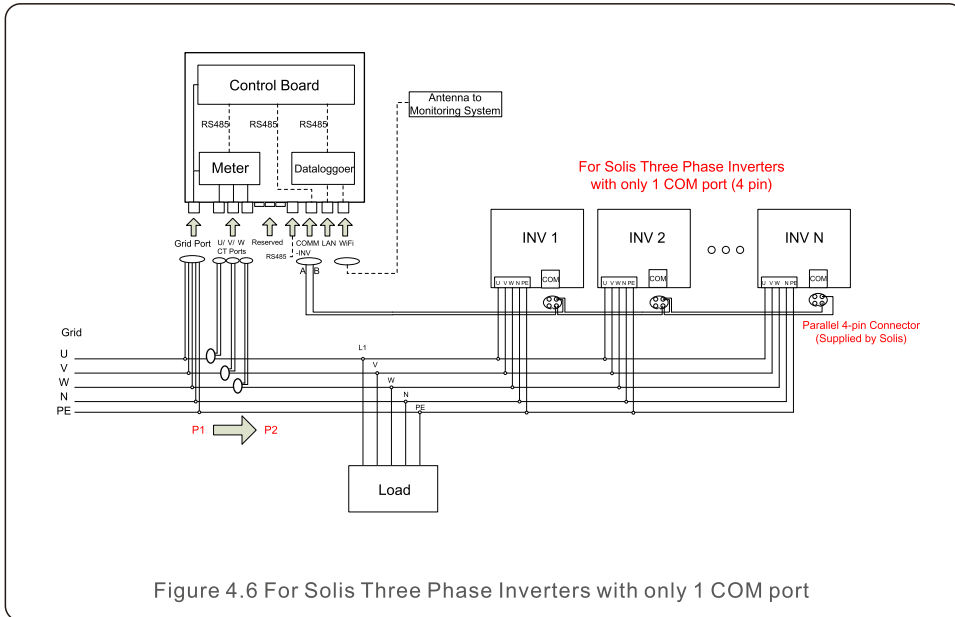 Control Board
RS485
RS485
RS485
Meter
Dataloggoer
Antenna to
Monitoring System
Grid Port
U/ V/ W
CT Ports
Reserved
RS485
COMM
-INV
LAN
WiFi
A
B
For Solis Three Phase Inverters
with only 1 COM port (4 pin)
INV 1
INV 2
INV N
COM
COM
COM
U V W N PE
U V W N PE
U V W N PE
Parallel 4-pin Connector
(Supplied by Solis)
Grid
U
V
W
N
PE
L1
V
W
N
PE
P1
P2
Load
Figure 4.6 For Solis Three Phase Inverters with only 1 COM port